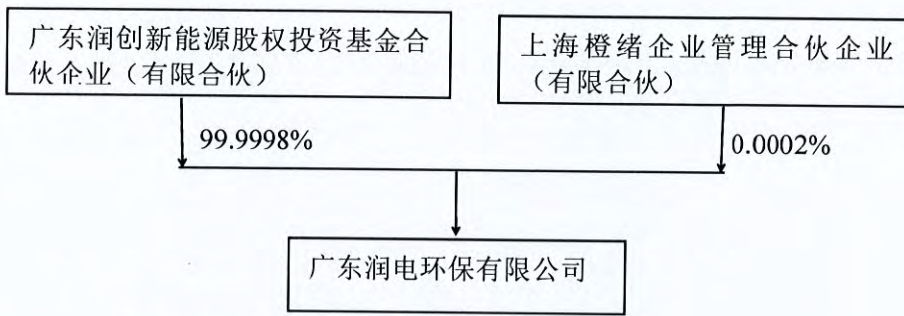 广东润创新能源股权投资基金合
伙企业（有限合伙）
上海橙绪企业管理合伙企业
（有限合伙）
99.9998%
0.0002%
广东润电环保有限公司